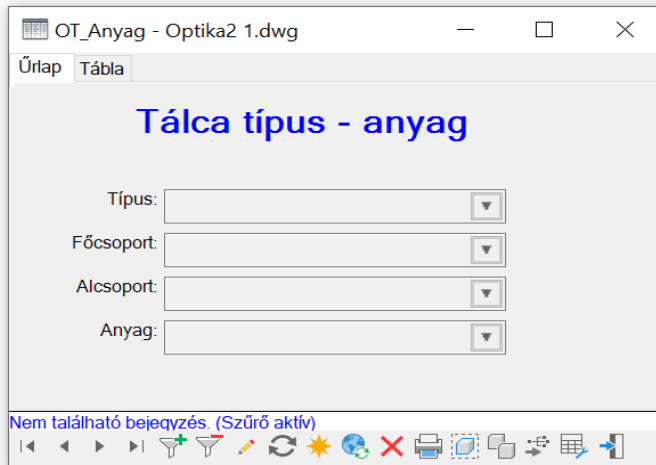 OT_Anyag - Optika2 1.dwg
Űrlap Tábla
Tálca típus - anyag
Típus:
Főcsoport:
Alcsoport:
Anyag:
Nem található bejegyzés. (Szűrő aktív)